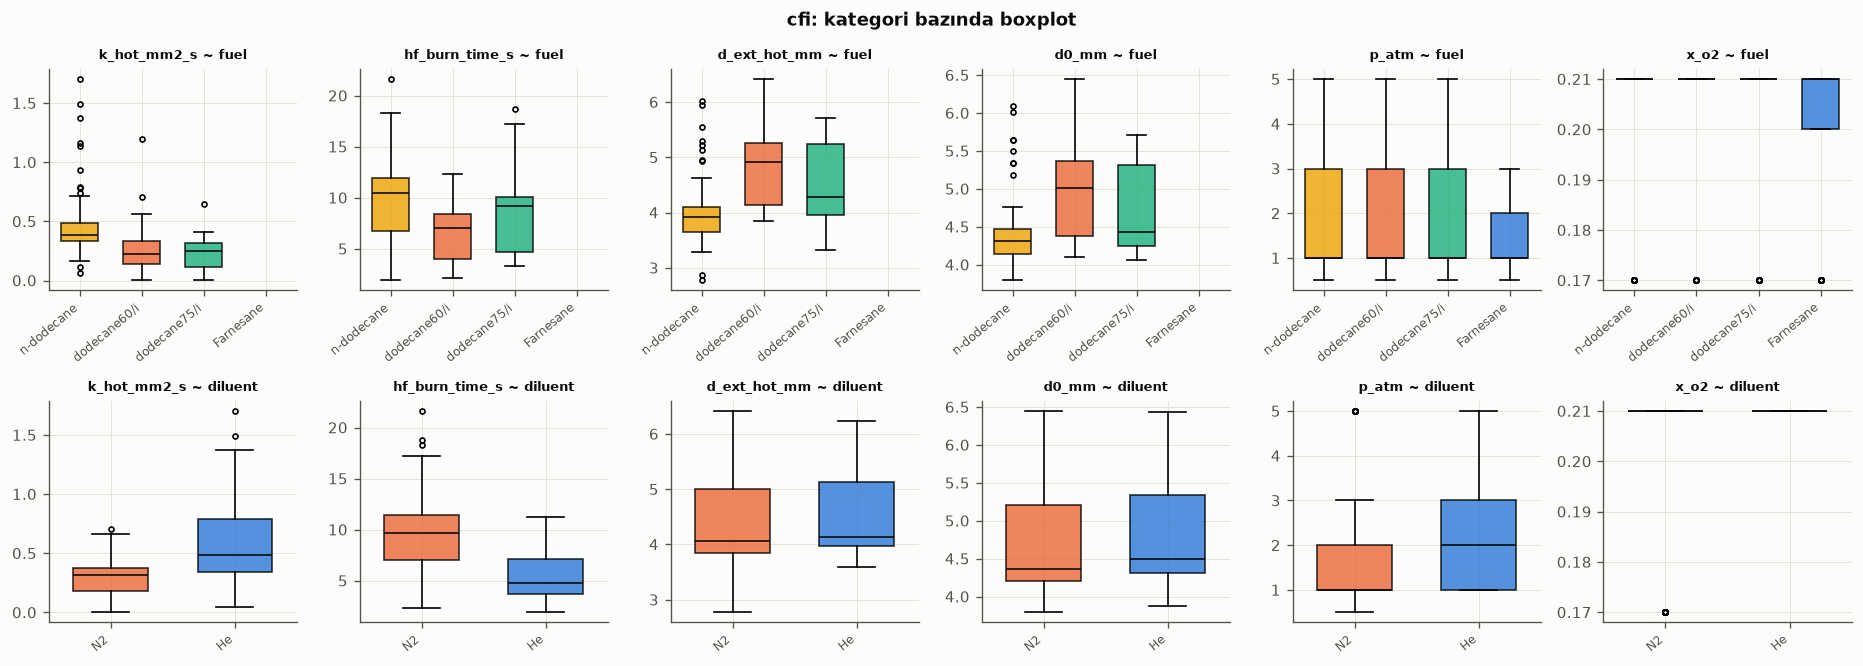 cfi: kategori bazında boxplot
k_hot_mm2_s ~ fuel
hf_burn_time_s ~ fuel
d_ext_hot_mm ~ fuel
d0_mm ~ fuel
p_atm ~ fuel
x_o2 ~ fuel
1.5
1.0
0.5
0.0
20
15
10
5
6
5
4
3
6.5
6.0
5.5
5.0
4.5
4.0
5
4
3
2
1
0.21
0.20
0.19
0.18
0.17
n-dodecane
dodecane60/i
dodecane75/i
Farnesane
n-dodecane
dodecane60/i
dodecane75/i
Farnesane
n-dodecane
dodecane60/i
dodecane75/i
Farnesane
n-dodecane
dodecane60/i
dodecane75/i
Farnesane
n-dodecane
dodecane60/i
dodecane75/i
Farnesane
n-dodecane
dodecane60/i
dodecane75/i
Farnesane
k_hot_mm2_s ~ diluent
hf_burn_time_s ~ diluent
d_ext_hot_mm ~ diluent
d0_mm ~ diluent
p_atm ~ diluent
x_o2 ~ diluent
1.5
1.0
0.5
0.0
20
15
10
5
6
5
4
3
6.5
6.0
5.5
5.0
4.5
4.0
5
4
3
2
1
0.21
0.20
0.19
0.18
0.17
N2
He
N2
He
N2
He
N2
He
N2
He
N2
He